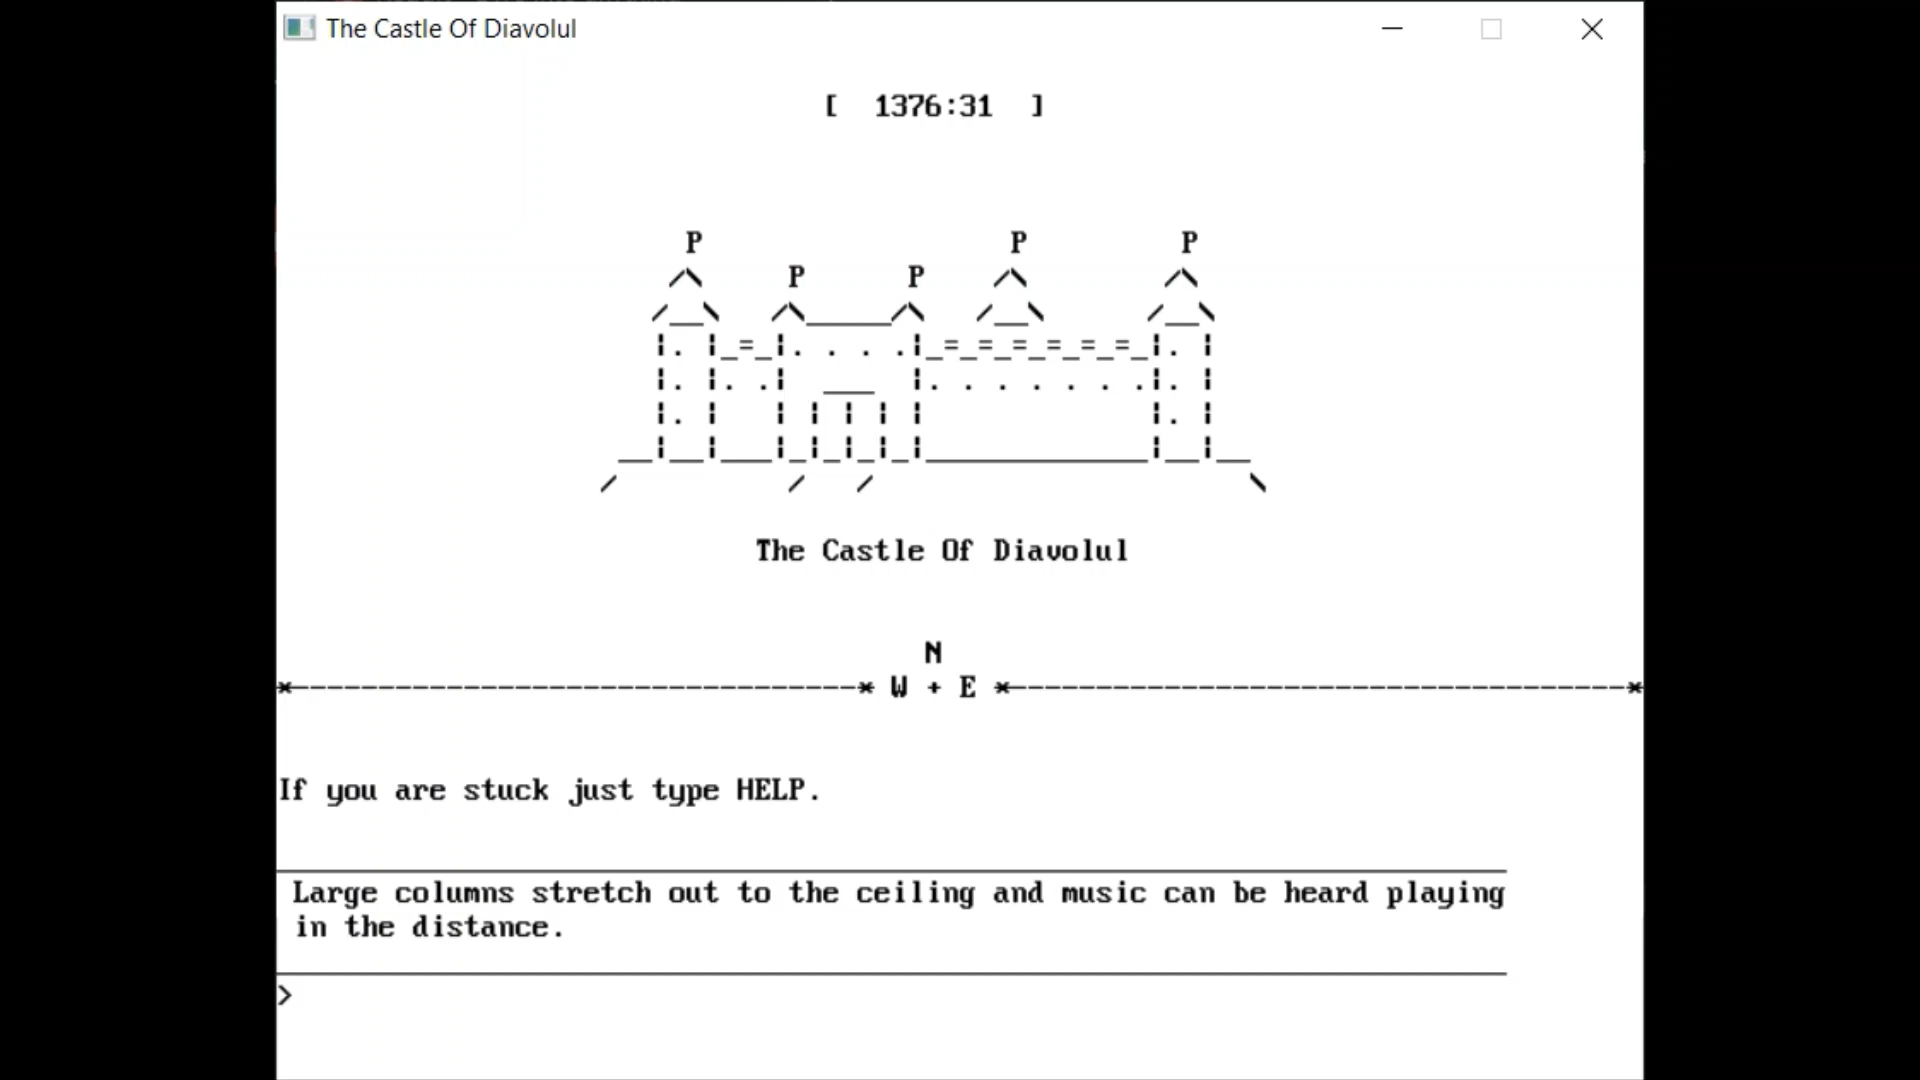 The Castle Of Diavolul
[ 1376:31 ]
P P P
P P
The Castle Of Diavolul
N
W + E
If you are stuck just type HELP.
Large columns stretch out to the ceiling and music can be heard playing
in the distance.
>